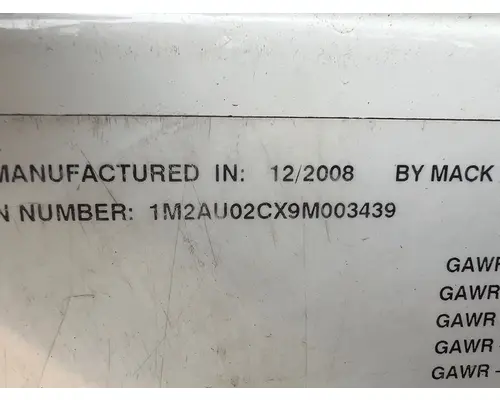 MANUFACTURED IN: 12/2008 BY MACK
N NUMBER: 1M2AU02CX9M003439
GAWR
GAWR
GAWR
GAWR -
GAWR -